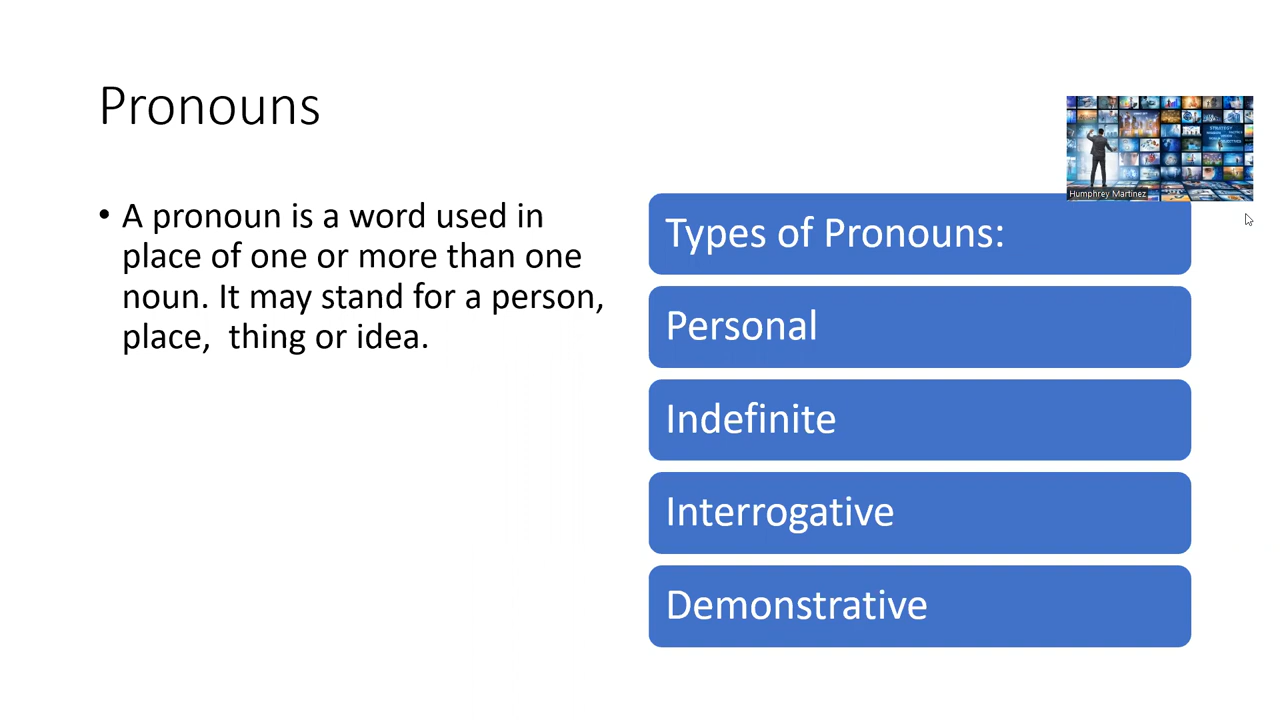 Pronouns
• A pronoun is a word used in
place of one or more than one
noun. It may stand for a person,
place,  thing or idea.
STRATEGY
Humphrey Martinez
Types of Pronouns:
Personal
Indefinite
Interrogative
Demonstrative